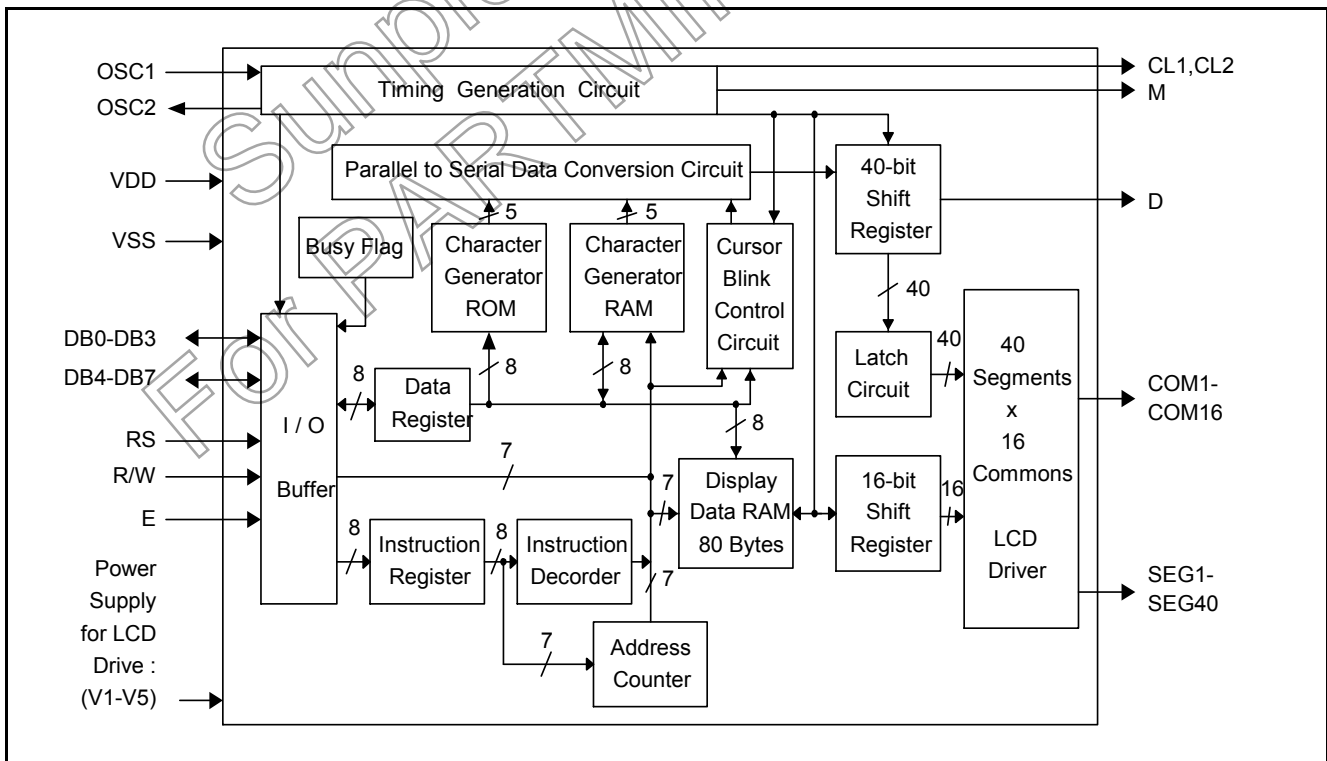 OSC1
OSC2
VDD
VSS
DB0-DB3
DB4-DB7
RS
R/W
E
Power
Supply
for LCD
Drive :
(V1-V5)
Timing Generation Circuit
Parallel to Serial Data Conversion Circuit
5
5
Busy Flag
Character
Generator
ROM
Character
Generator
RAM
Cursor
Blink
Control
Circuit
40-bit
Shift
Register
40
8
8
8
Data
Register
I / O
Buffer
7
8
Instruction
Register
8
Instruction
Decorder
7
7
Address
Counter
8
7
Display
Data RAM
80 Bytes
Latch
Circuit
40
16-bit
Shift
Register
16
40
Segments
x
16
Commons
LCD
Driver
CL1,CL2
M
D
COM1-
COM16
SEG1-
SEG40
For PARTMin